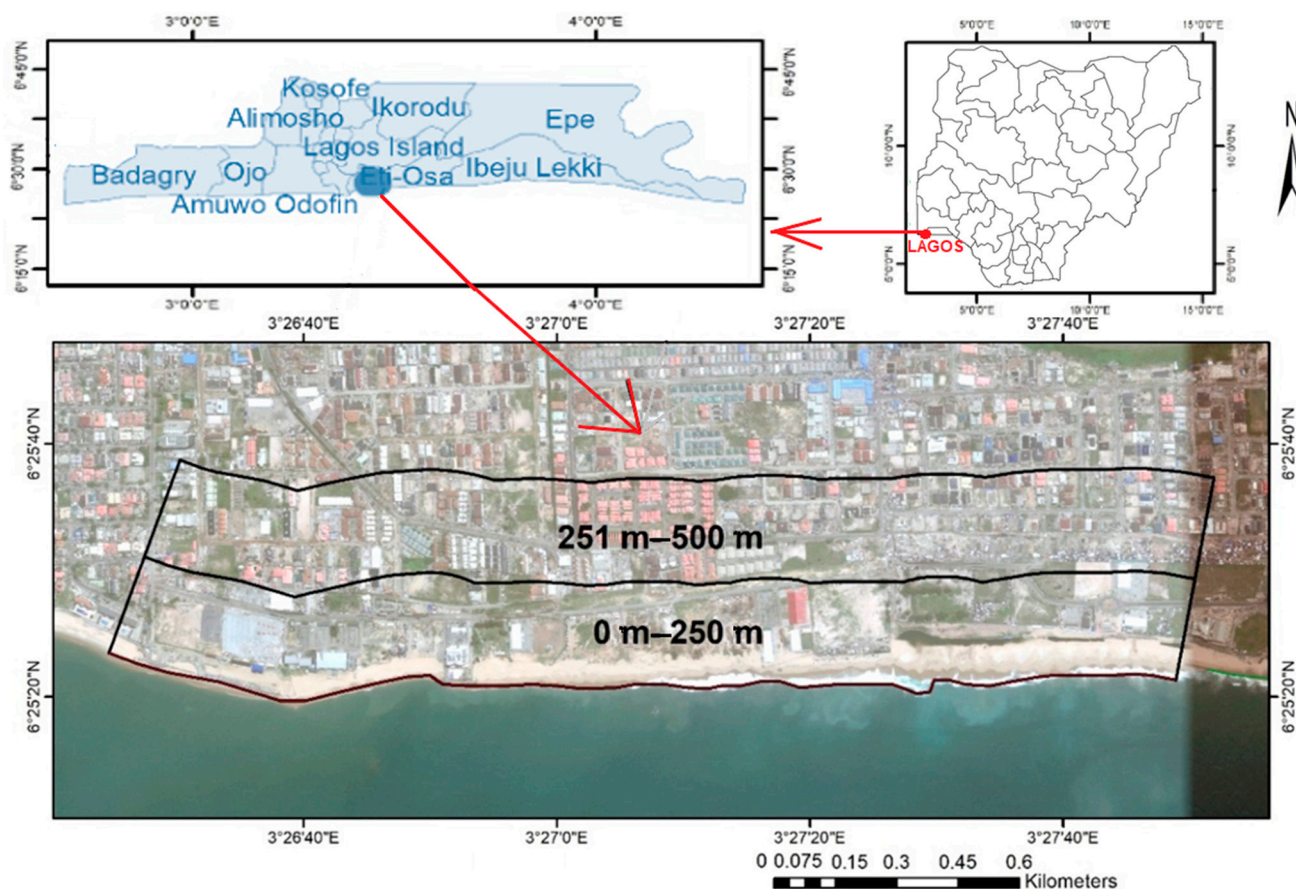 3°0'0"E 4°0'0"E
6°45'0"N
6°30'0"N
6°15'0"N
Kosofe
Alimosho
Ikorodu
Epe
Lagos Island
Badagry
Ojo
Eti-Osa
Ibeju Lekki
Amuwo Odofin
6°45'0"N
6°30'0"N
6°15'0"N
3°0'0"E 4°0'0"E
5°0'0"E 10°0'0"E 15°0'0"E
10°0'0"N
5°0'0"N
LAGOS
10°0'0"N
5°0'0"N
5°0'0"E 10°0'0"E 15°0'0"E
N
3°26'40"E 3°27'0"E 3°27'20"E 3°27'40"E
6°25'40"N
6°25'20"N
251 m–500 m
0 m–250 m
6°25'40"N
6°25'20"N
3°26'40"E 3°27'0"E 3°27'20"E 3°27'40"E
0 0.075 0.15 0.3 0.45 0.6
Kilometers